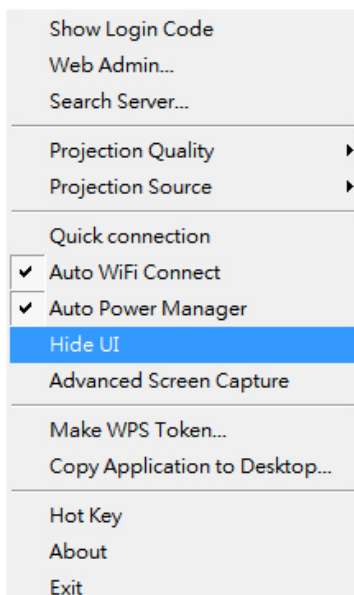 Show Login Code
Web Admin...
Search Server...
Projection Quality
Projection Source
Quick connection
Auto WiFi Connect
Auto Power Manager
Hide UI
Advanced Screen Capture
Make WPS Token...
Copy Application to Desktop...
Hot Key
About
Exit